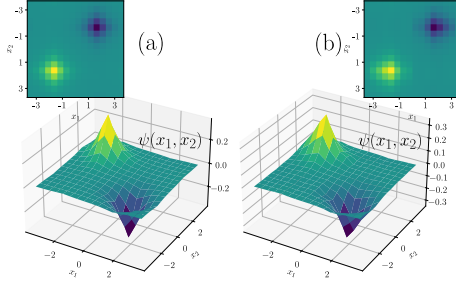 -3
-1
1
3
x₂
-3 -1 1 3
x₁
(a)
ψ(x₁, x₂)
0.2
0.0
−0.2
−2
0
2
x₁
−2
0
2
x₂
-3
-1
1
3
x₂
-3 -1 1 3
x₁
(b)
ψ(x₁, x₂)
0.3
0.2
0.1
0.0
−0.1
−0.2
−0.3
−2
0
2
x₁
−2
0
2
x₂